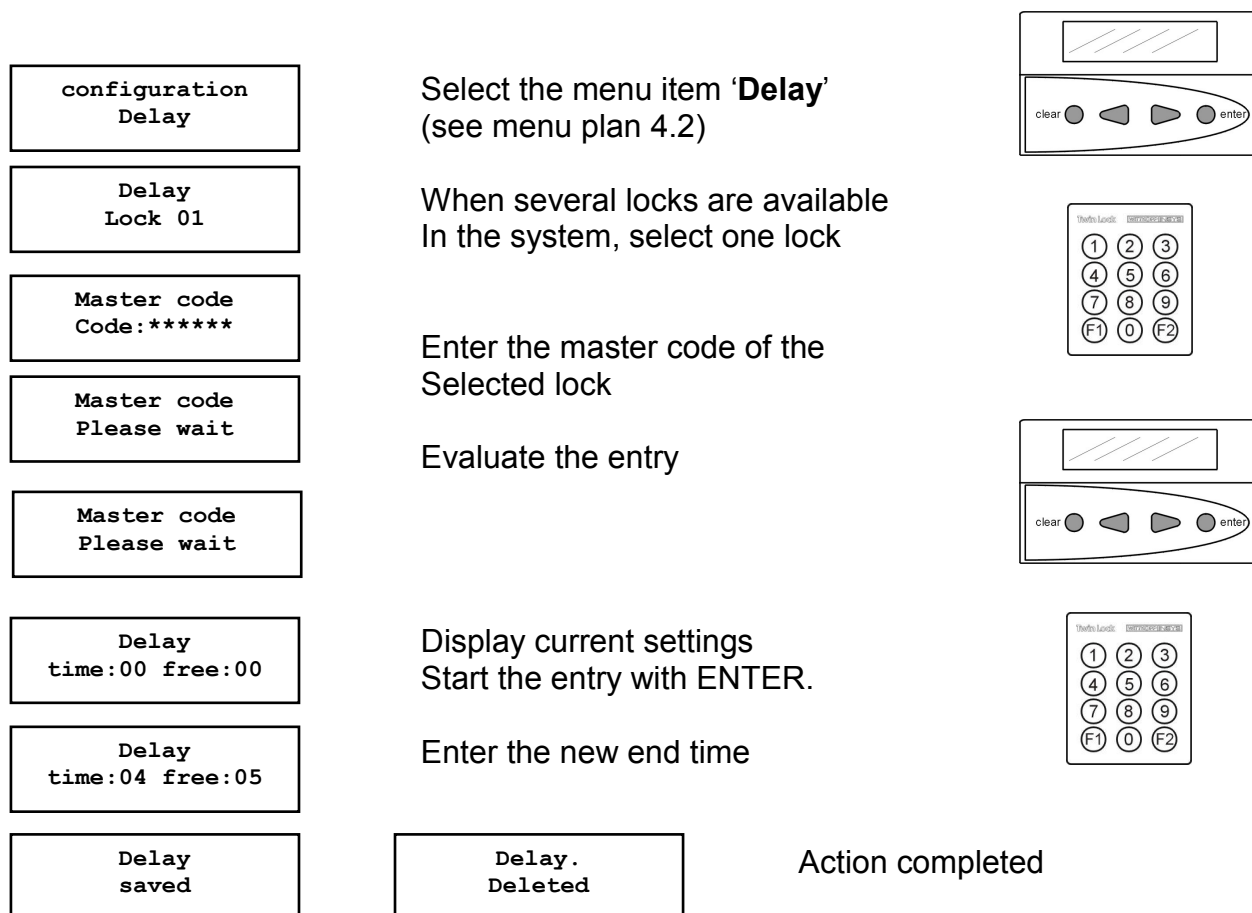 configuration
Delay
Select the menu item ‘Delay’
(see menu plan 4.2)
clear
enter
Delay
Lock 01
When several locks are available
In the system, select one lock
Twin Lock
1 2 3
4 5 6
7 8 9
F1 0 F2
Master code
Code:******
Enter the master code of the
Selected lock
Master code
Please wait
Evaluate the entry
clear
enter
Master code
Please wait
Delay
time:00 free:00
Display current settings
Start the entry with ENTER.
Twin Lock
1 2 3
4 5 6
7 8 9
F1 0 F2
Delay
time:04 free:05
Enter the new end time
Delay
saved
Delay.
Deleted
Action completed